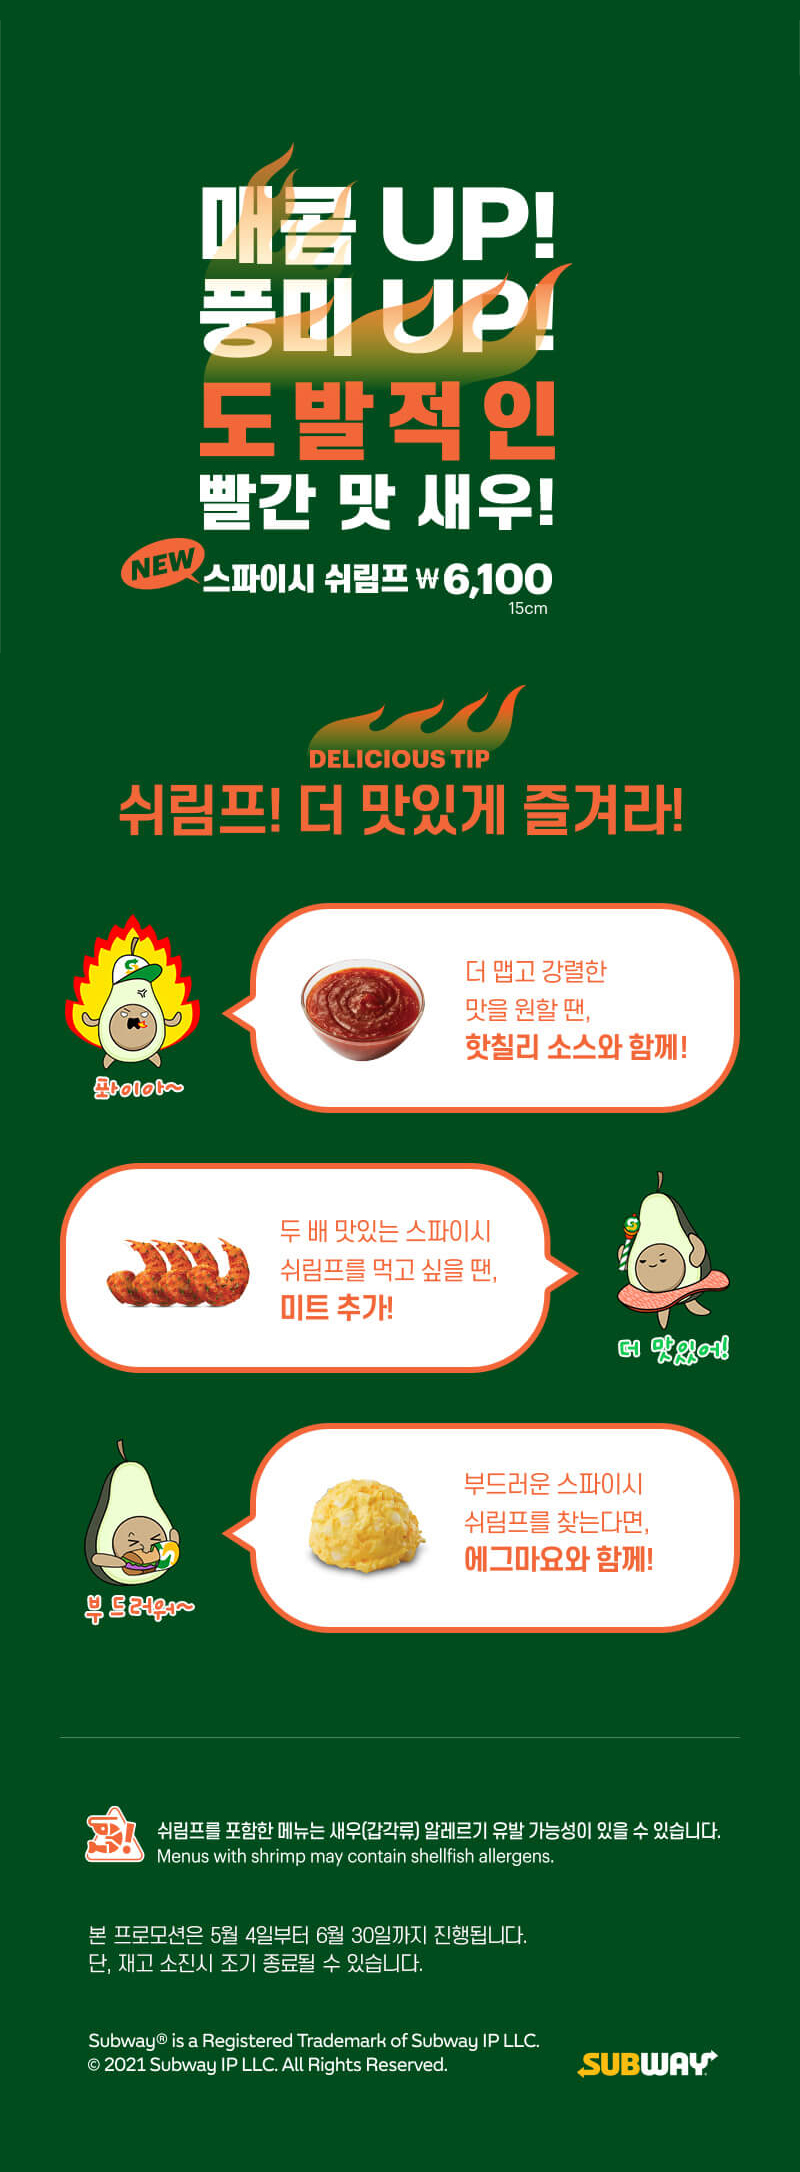 매콤 UP!
풍미 UP!
도발적인
빨간 맛 새우!
NEW
스파이시 쉬림프 ₩6,100
15cm
DELICIOUS TIP
쉬림프! 더 맛있게 즐겨라!
더 맵고 강렬한
맛을 원할 땐,
핫칠리 소스와 함께!
퐈이아~
두 배 맛있는 스파이시
쉬림프를 먹고 싶을 땐,
미트 추가!
더 맛있어!
부드러운 스파이시
쉬림프를 찾는다면,
에그마요와 함께!
부드러워~
쉬림프를 포함한 메뉴는 새우(갑각류) 알레르기 유발 가능성이 있을 수 있습니다.
Menus with shrimp may contain shellfish allergens.
본 프로모션은 5월 4일부터 6월 30일까지 진행됩니다.
단, 재고 소진시 조기 종료될 수 있습니다.
Subway® is a Registered Trademark of Subway IP LLC.
© 2021 Subway IP LLC. All Rights Reserved.
SUBWAY